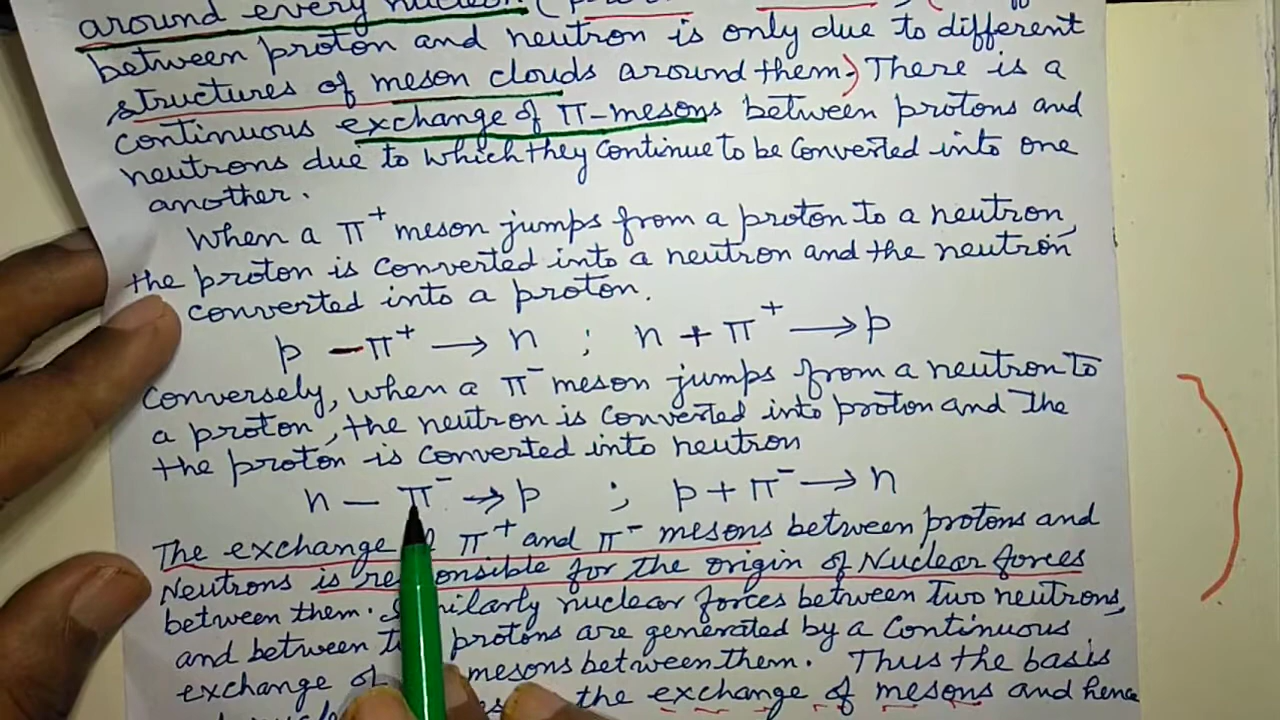 around every nucleon
between proton and neutron is only due to different
structures of meson clouds around them.) There is a
continuous exchange of π-mesons between protons and
neutrons due to which they continue to be converted into one
another.
When a π⁺ meson jumps from a proton to a neutron,
the proton is converted into a neutron and the neutron
converted into a proton.
p − π⁺ → n ; n + π⁺ → p
Conversely, when a π⁻ meson jumps from a neutron to
a proton, the neutron is converted into proton and the
the proton is converted into neutron
n − π⁻ → p ; p + π⁻ → n
The exchange π⁺ and π⁻ mesons between protons and
Neutrons is responsible for the origin of Nuclear forces
between them. Similarly nuclear forces between two neutrons,
and between protons are generated by a continuous
exchange of mesons between them. Thus the basis
the exchange of mesons and hence